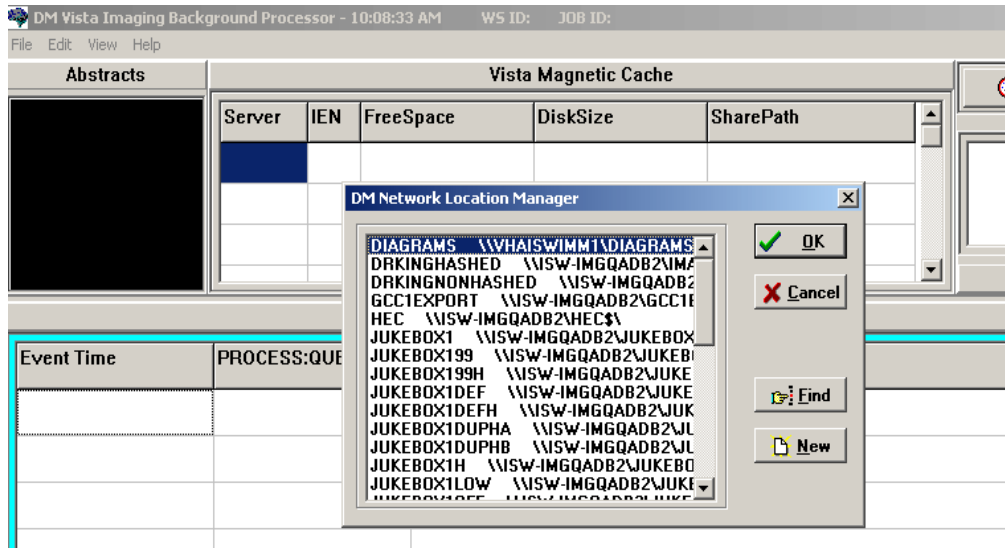 DM Vista Imaging Background Processor - 10:08:33 AM WS ID: JOB ID:
File Edit View Help
Abstracts
Vista Magnetic Cache
Server IEN FreeSpace DiskSize SharePath
DM Network Location Manager
DIAGRAMS \\VHAISWIMM1\DIAGRAMS
DRKINGHASHED \\ISW-IMGQADB2\IMA
DRKINGNONHASHED \\ISW-IMGQADB2
GCC1EXPORT \\ISW-IMGQADB2\GCC1E
HEC \\ISW-IMGQADB2\HEC$\
JUKEBOX1 \\ISW-IMGQADB2\JUKEBOX
JUKEBOX199 \\ISW-IMGQADB2\JUKEB
JUKEBOX199H \\ISW-IMGQADB2\JUKE
JUKEBOX1DEF \\ISW-IMGQADB2\JUKE
JUKEBOX1DEFH \\ISW-IMGQADB2\JUK
JUKEBOX1DUPHA \\ISW-IMGQADB2\JU
JUKEBOX1DUPHB \\ISW-IMGQADB2\JU
JUKEBOX1H \\ISW-IMGQADB2\JUKEBO
JUKEBOX1LOW \\ISW-IMGQADB2\JUKE
OK
Cancel
Find
New
Event Time PROCESS:QUE